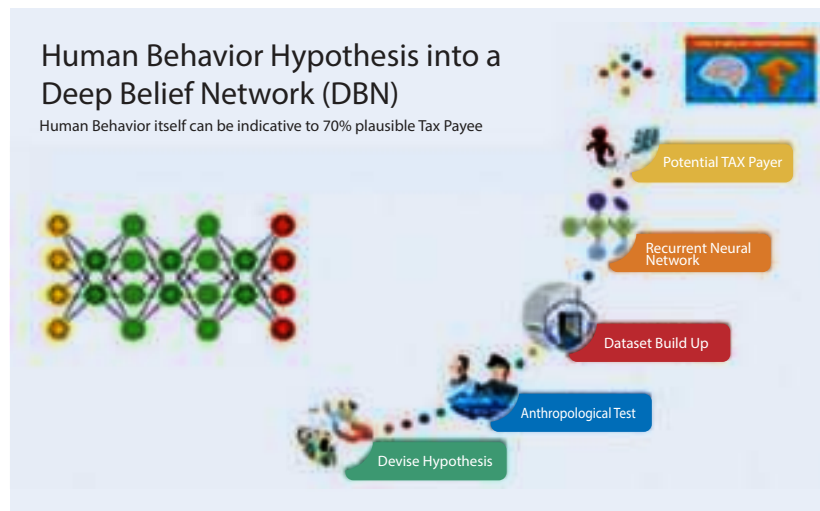 Human Behavior Hypothesis into a
Deep Belief Network (DBN)
Human Behavior itself can be indicative to 70% plausible Tax Payee
Potential TAX Payer
Recurrent Neural
Network
Dataset Build Up
Anthropological Test
Devise Hypothesis